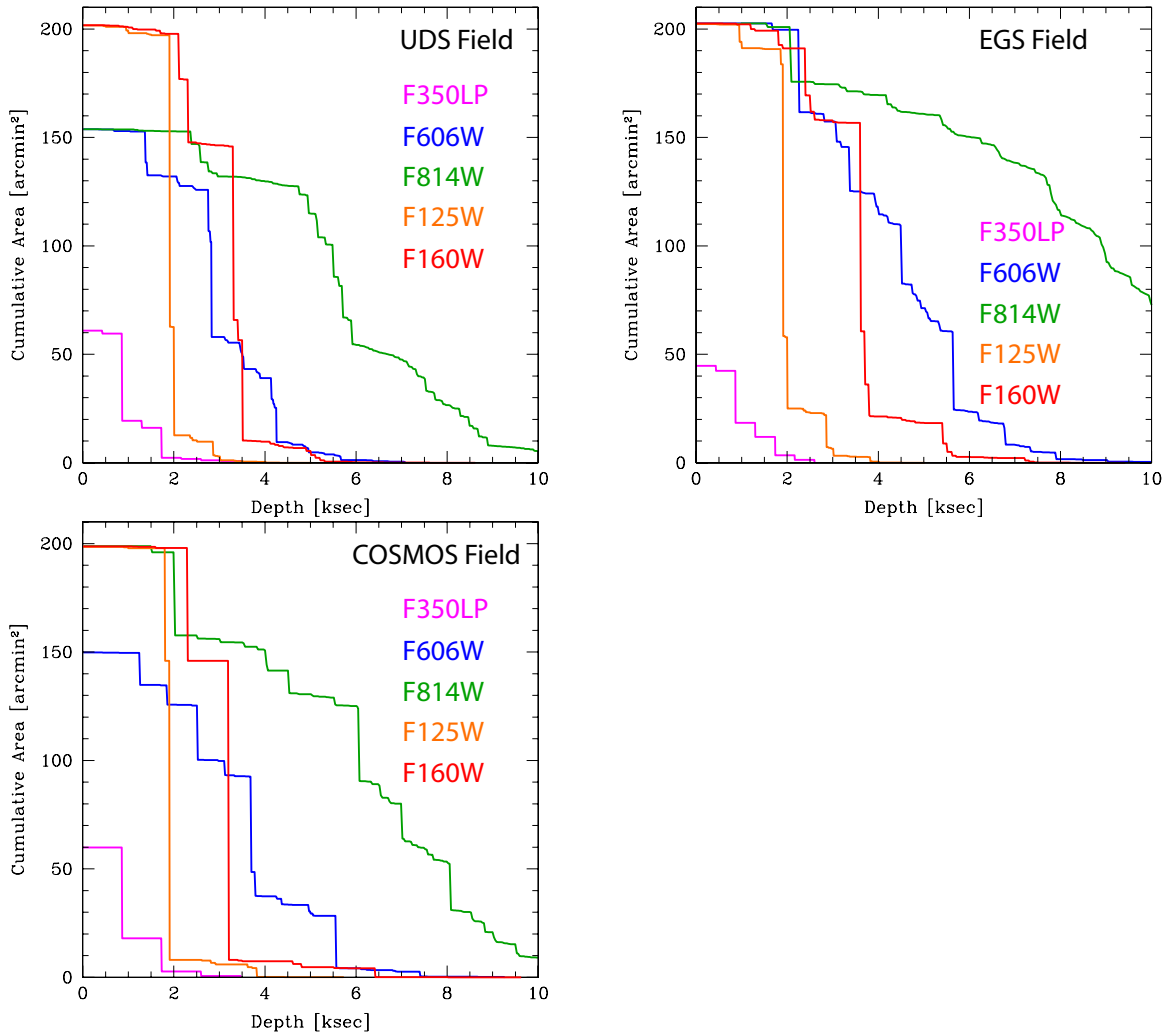 UDS Field
F350LP
F606W
F814W
F125W
F160W
Cumulative Area [arcmin²]
200
150
100
50
0
0 2 4 6 8 10
Depth [ksec]
EGS Field
F350LP
F606W
F814W
F125W
F160W
Cumulative Area [arcmin²]
200
150
100
50
0
0 2 4 6 8 10
Depth [ksec]
COSMOS Field
F350LP
F606W
F814W
F125W
F160W
Cumulative Area [arcmin²]
200
150
100
50
0
0 2 4 6 8 10
Depth [ksec]